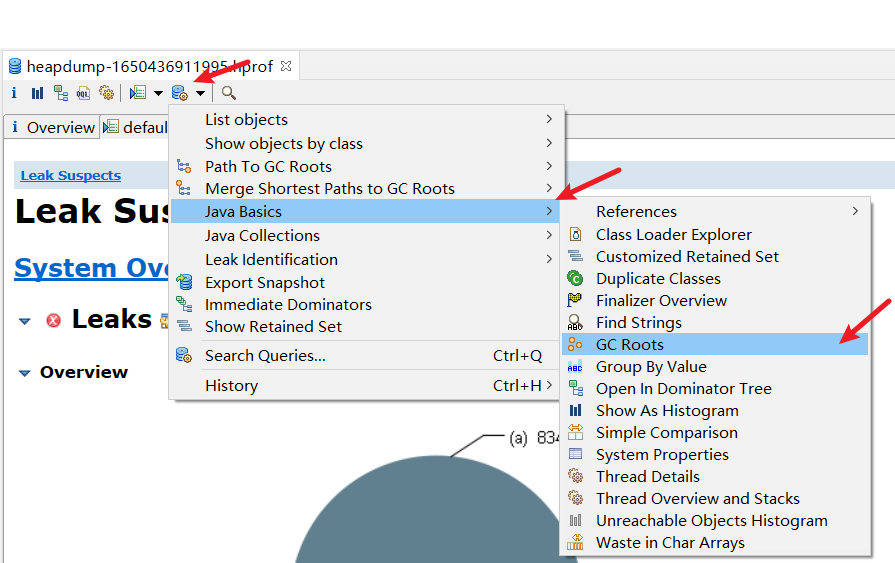 heapdump-1650436911995.hprof
i
OQL
i Overview defaul
Leak Suspects
Leak Sus
System Ov
Leaks
Overview
(a) 834
List objects
Show objects by class
Path To GC Roots
Merge Shortest Paths to GC Roots
Java Basics
Java Collections
Leak Identification
Export Snapshot
Immediate Dominators
Show Retained Set
Search Queries... Ctrl+Q
History Ctrl+H
References
Class Loader Explorer
Customized Retained Set
Duplicate Classes
Finalizer Overview
Find Strings
GC Roots
Group By Value
Open In Dominator Tree
Show As Histogram
Simple Comparison
System Properties
Thread Details
Thread Overview and Stacks
Unreachable Objects Histogram
Waste in Char Arrays